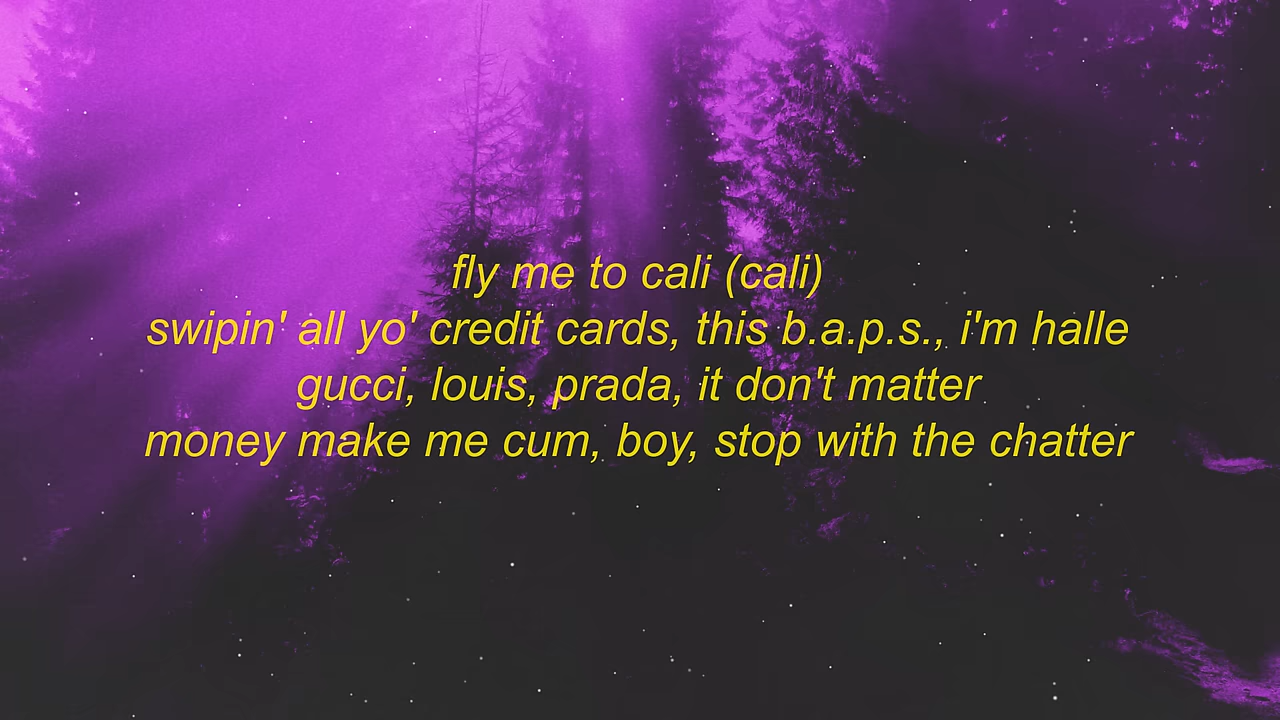 fly me to cali (cali)
swipin' all yo' credit cards, this b.a.p.s., i'm halle
gucci, louis, prada, it don't matter
money make me cum, boy, stop with the chatter